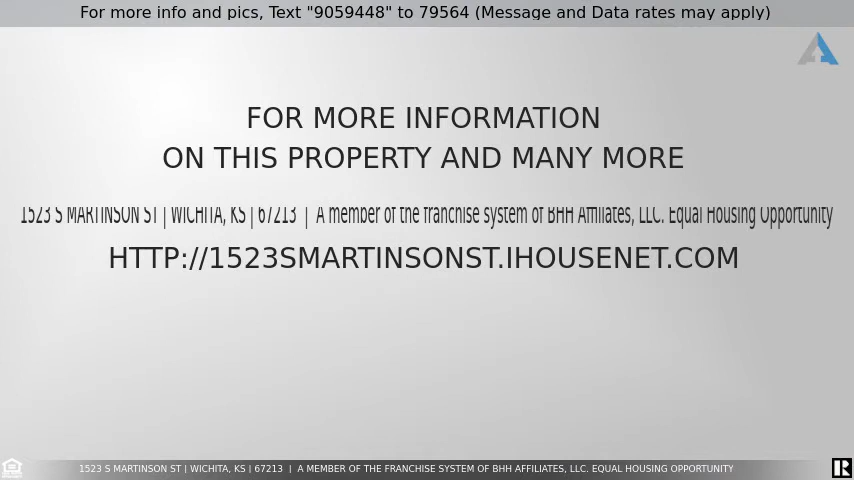 For more info and pics, Text "9059448" to 79564 (Message and Data rates may apply)
FOR MORE INFORMATION
ON THIS PROPERTY AND MANY MORE
1523 S MARTINSON ST | WICHITA, KS | 67213 | A member of the franchise system of BHH Affiliates, LLC. Equal Housing Opportunity
HTTP://1523SMARTINSONST.IHOUSENET.COM
1523 S MARTINSON ST | WICHITA, KS | 67213 | A MEMBER OF THE FRANCHISE SYSTEM OF BHH AFFILIATES, LLC. EQUAL HOUSING OPPORTUNITY